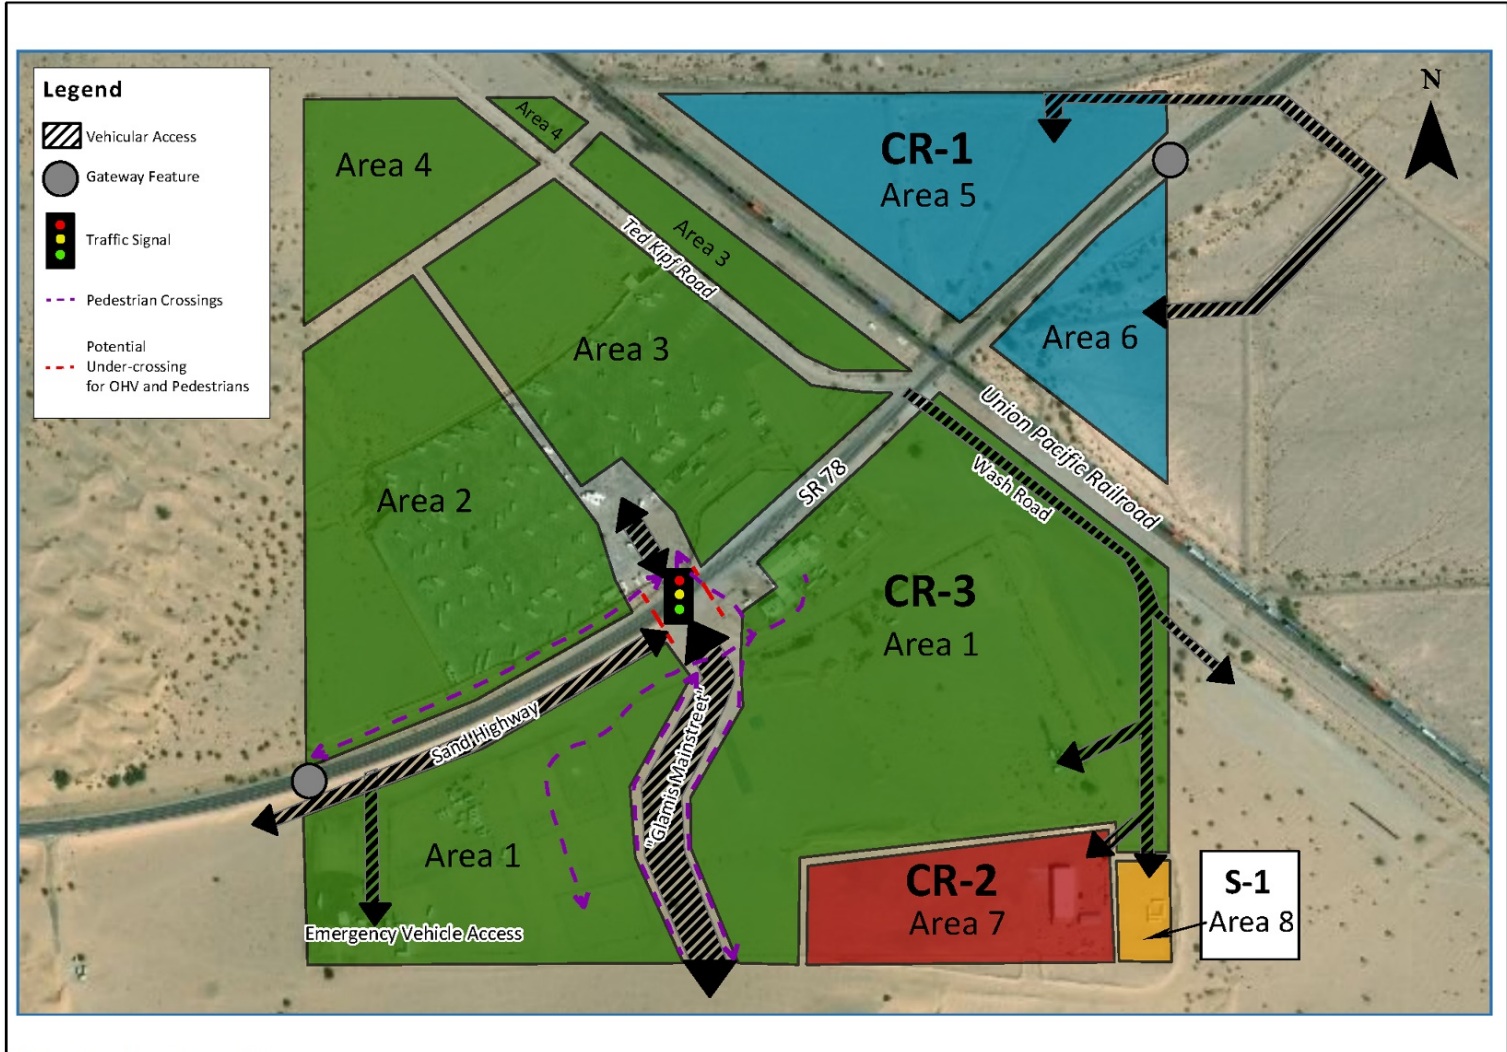 Legend
Vehicular Access
Gateway Feature
Traffic Signal
Pedestrian Crossings
Potential
Under-crossing
for OHV and Pedestrians
N
Area 4
Area 4
CR-1
Area 5
Area 3
Ted Kipf Road
Area 3
Area 6
Union Pacific Railroad
Wash Road
SR 78
Area 2
CR-3
Area 1
Sand Highway
"Glamis Mainstreet"
Area 1
Emergency Vehicle Access
CR-2
Area 7
S-1
Area 8